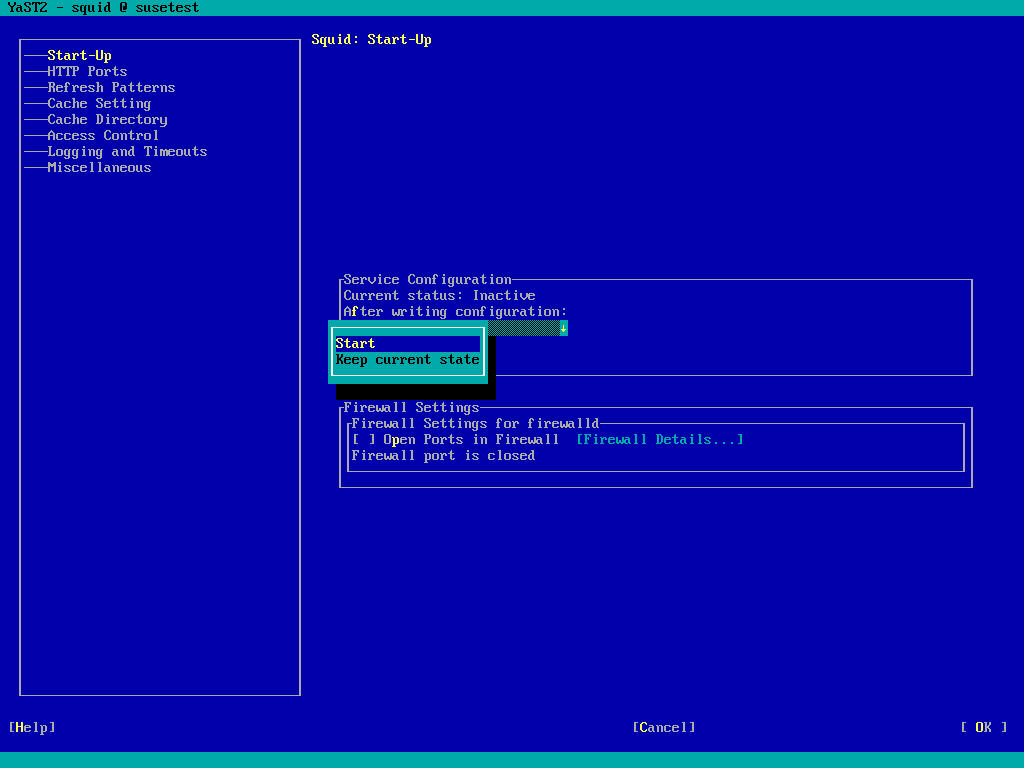 YaST2 - squid @ susetest
Squid: Start-Up
Start-Up
HTTP Ports
Refresh Patterns
Cache Setting
Cache Directory
Access Control
Logging and Timeouts
Miscellaneous
Service Configuration
Current status: Inactive
After writing configuration:
Start
Keep current state
Firewall Settings
Firewall Settings for firewalld
[ ] Open Ports in Firewall [Firewall Details...]
Firewall port is closed
[Help] [Cancel] [ OK ]